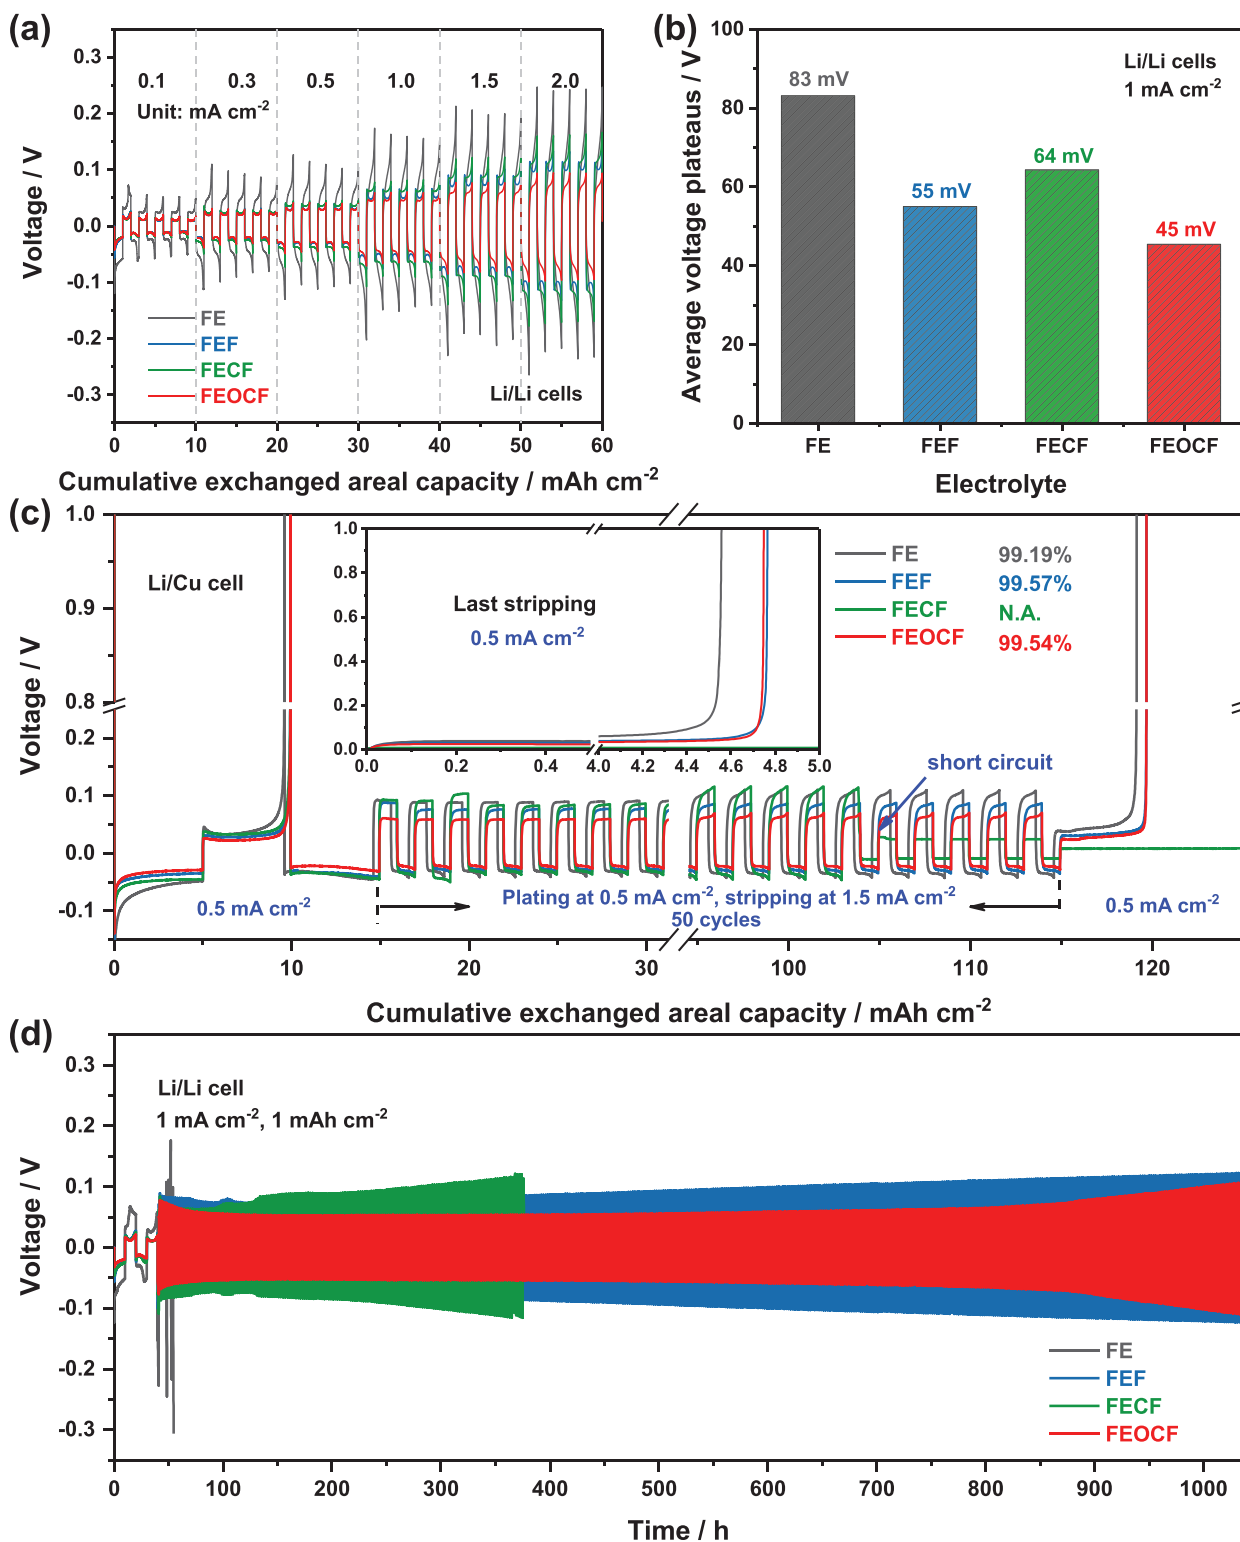 (a)
0.3
0.2
0.1
0.0
-0.1
-0.2
-0.3
Voltage / V
0.1 0.3 0.5 1.0 1.5 2.0
Unit: mA cm-2
FE
FEF
FECF
FEOCF
Li/Li cells
0 10 20 30 40 50 60
Cumulative exchanged areal capacity / mAh cm-2
(b)
100
80
60
40
20
0
Average voltage plateaus / V
Li/Li cells
1 mA cm-2
83 mV
55 mV
64 mV
45 mV
FE FEF FECF FEOCF
Electrolyte
(c)
1.0
0.9
0.8
0.2
0.1
0.0
-0.1
Voltage / V
Li/Cu cell
1.0
0.8
0.6
0.4
0.2
0.0
Last stripping
0.5 mA cm-2
0.0 0.2 0.4 4.0 4.4 4.6 4.8 5.0
FE 99.19%
FEF 99.57%
FECF N.A.
FEOCF 99.54%
short circuit
0.5 mA cm-2
Plating at 0.5 mA cm-2, stripping at 1.5 mA cm-2
50 cycles
0.5 mA cm-2
0 10 20 30 100 110 120
Cumulative exchanged areal capacity / mAh cm-2
(d)
0.3
0.2
0.1
0.0
-0.1
-0.2
-0.3
Voltage / V
Li/Li cell
1 mA cm-2, 1 mAh cm-2
FE
FEF
FECF
FEOCF
0 100 200 300 400 500 600 700 800 900 1000
Time / h